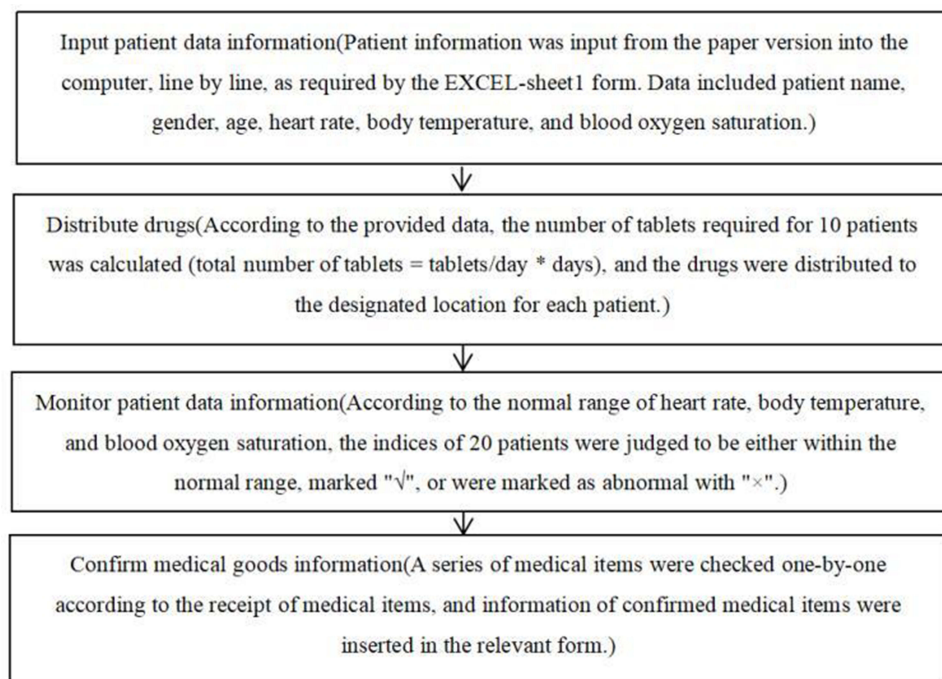 Input patient data information(Patient information was input from the paper version into the
computer, line by line, as required by the EXCEL-sheet1 form. Data included patient name,
gender, age, heart rate, body temperature, and blood oxygen saturation.)
Distribute drugs(According to the provided data, the number of tablets required for 10 patients
was calculated (total number of tablets = tablets/day * days), and the drugs were distributed to
the designated location for each patient.)
Monitor patient data information(According to the normal range of heart rate, body temperature,
and blood oxygen saturation, the indices of 20 patients were judged to be either within the
normal range, marked "√", or were marked as abnormal with "×".)
Confirm medical goods information(A series of medical items were checked one-by-one
according to the receipt of medical items, and information of confirmed medical items were
inserted in the relevant form.)